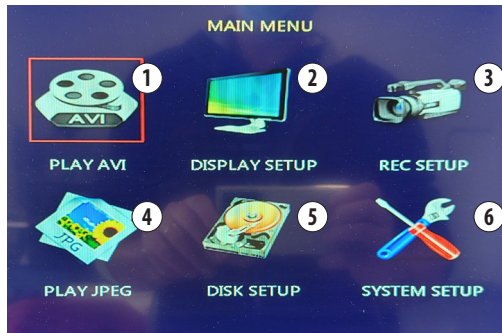 MAIN MENU
1 2 3
AVI
PLAY AVI DISPLAY SETUP REC SETUP
4 5 6
JPG
PLAY JPEG DISK SETUP SYSTEM SETUP